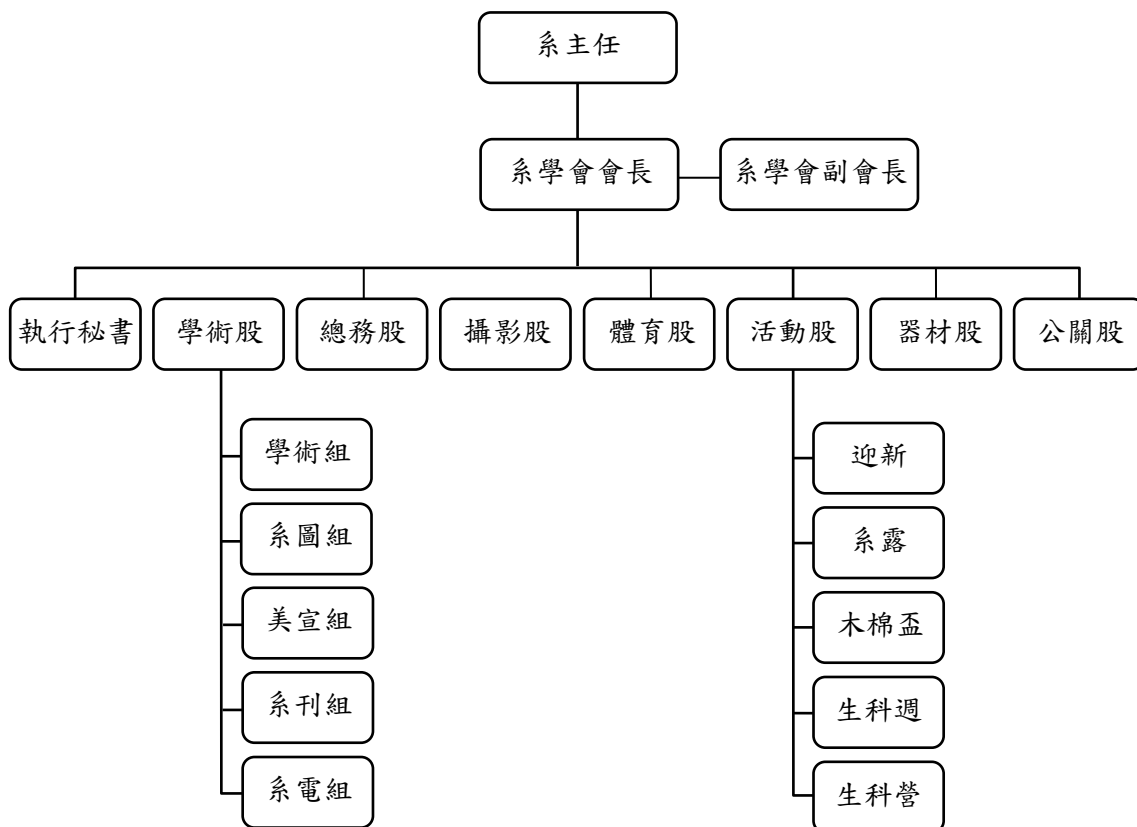 系主任
系學會會長
系學會副會長
執行秘書
學術股
總務股
攝影股
體育股
活動股
器材股
公關股
學術組
系圖組
美宣組
系刊組
系電組
迎新
系露
木棉盃
生科週
生科營